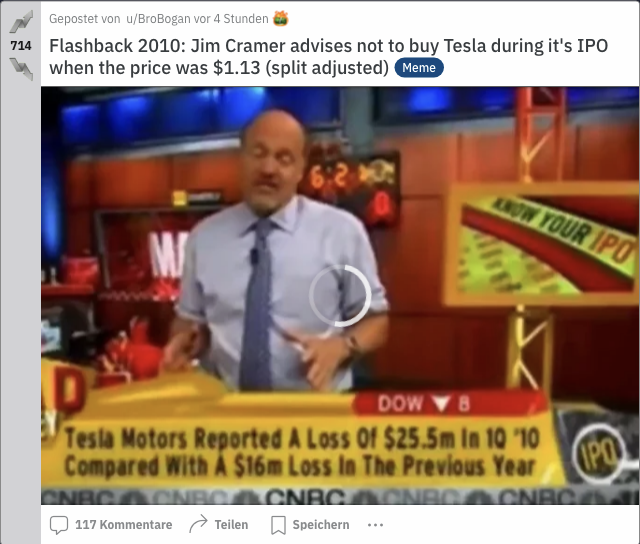 Gepostet von u/BroBogan vor 4 Stunden
714
Flashback 2010: Jim Cramer advises not to buy Tesla during it's IPO
when the price was $1.13 (split adjusted) Meme
KNOW YOUR IPO
DOW ▼ 8
Tesla Motors Reported A Loss Of $25.5m In 1Q '10
Compared With A $16m Loss In The Previous Year
IPO
CNBC CNBC CNBC CNBC CNBC
117 Kommentare Teilen Speichern ...